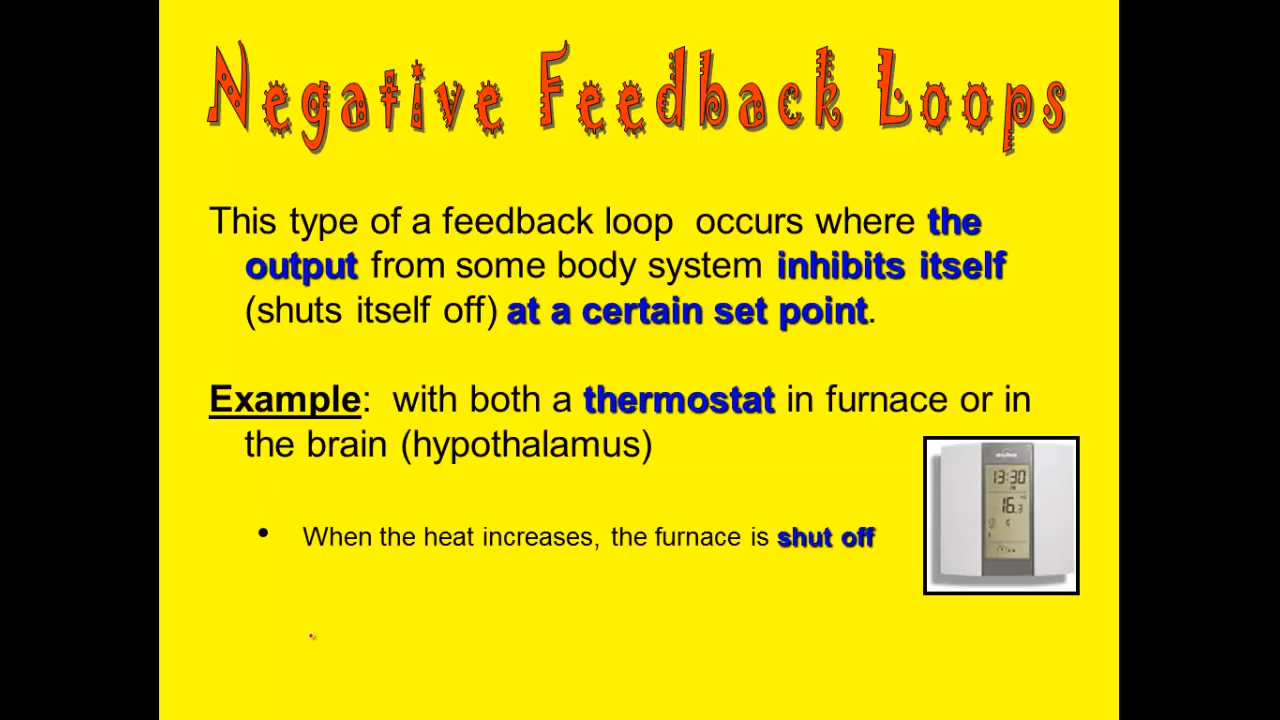 Negative Feedback Loops
This type of a feedback loop occurs where the
output from some body system inhibits itself
(shuts itself off) at a certain set point.
Example: with both a thermostat in furnace or in
the brain (hypothalamus)
• When the heat increases, the furnace is shut off
13:30
16.3